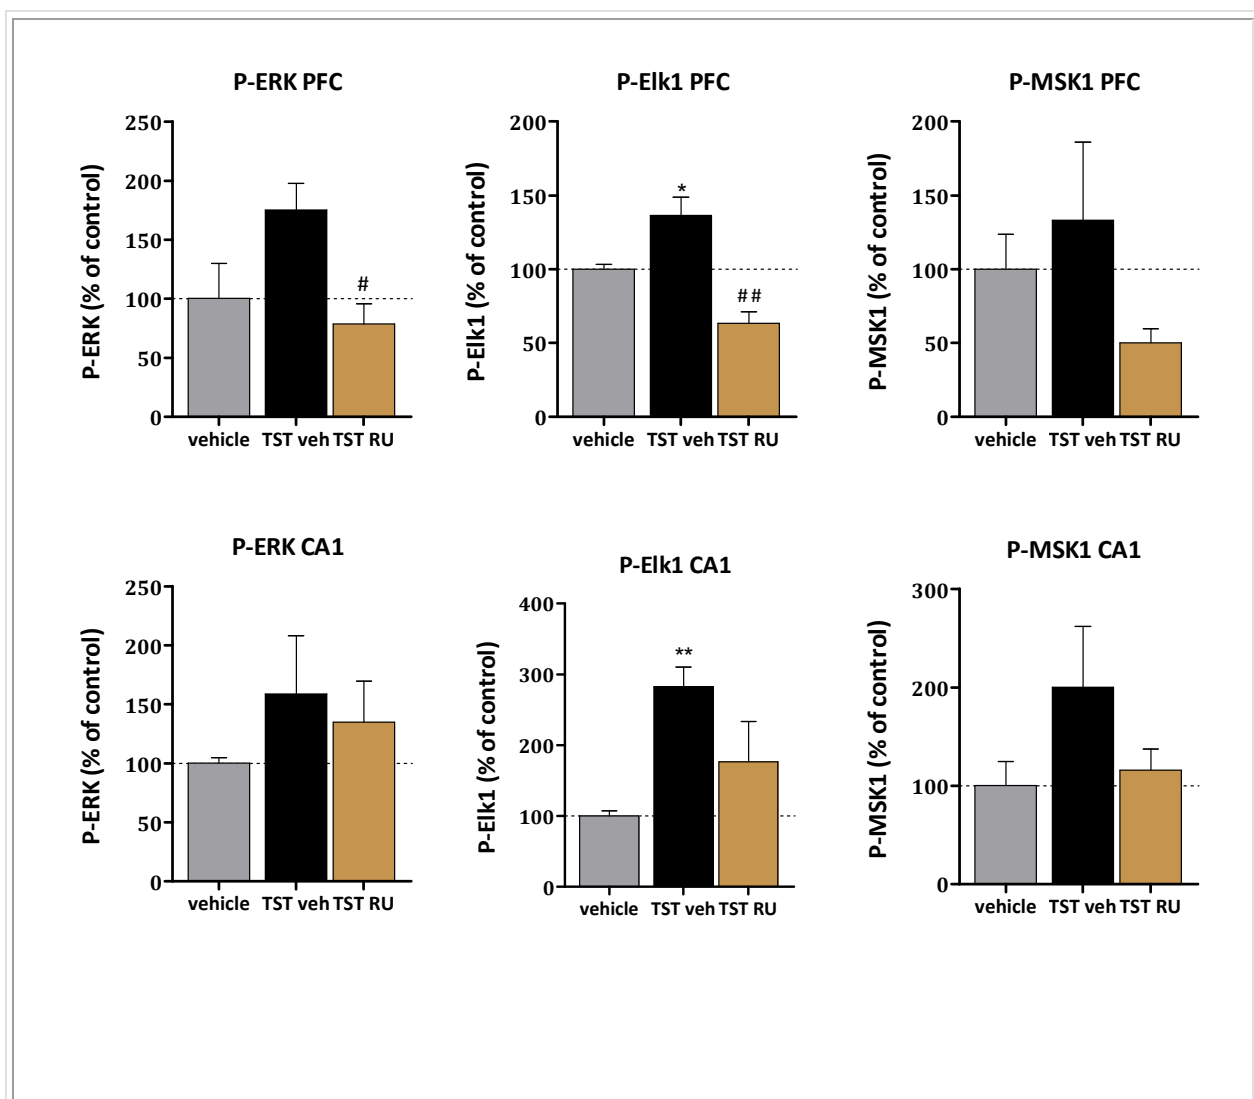 P-ERK PFC
P-ERK (% of control)
250
200
150
100
50
0
#
vehicle TST veh TST RU
P-Elk1 PFC
P-Elk1 (% of control)
200
150
100
50
0
*
##
vehicle TST veh TST RU
P-MSK1 PFC
P-MSK1 (% of control)
200
150
100
50
0
vehicle TST veh TST RU
P-ERK CA1
P-ERK (% of control)
250
200
150
100
50
0
vehicle TST veh TST RU
P-Elk1 CA1
P-Elk1 (% of control)
400
300
200
100
0
**
vehicle TST veh TST RU
P-MSK1 CA1
P-MSK1 (% of control)
300
200
100
0
vehicle TST veh TST RU